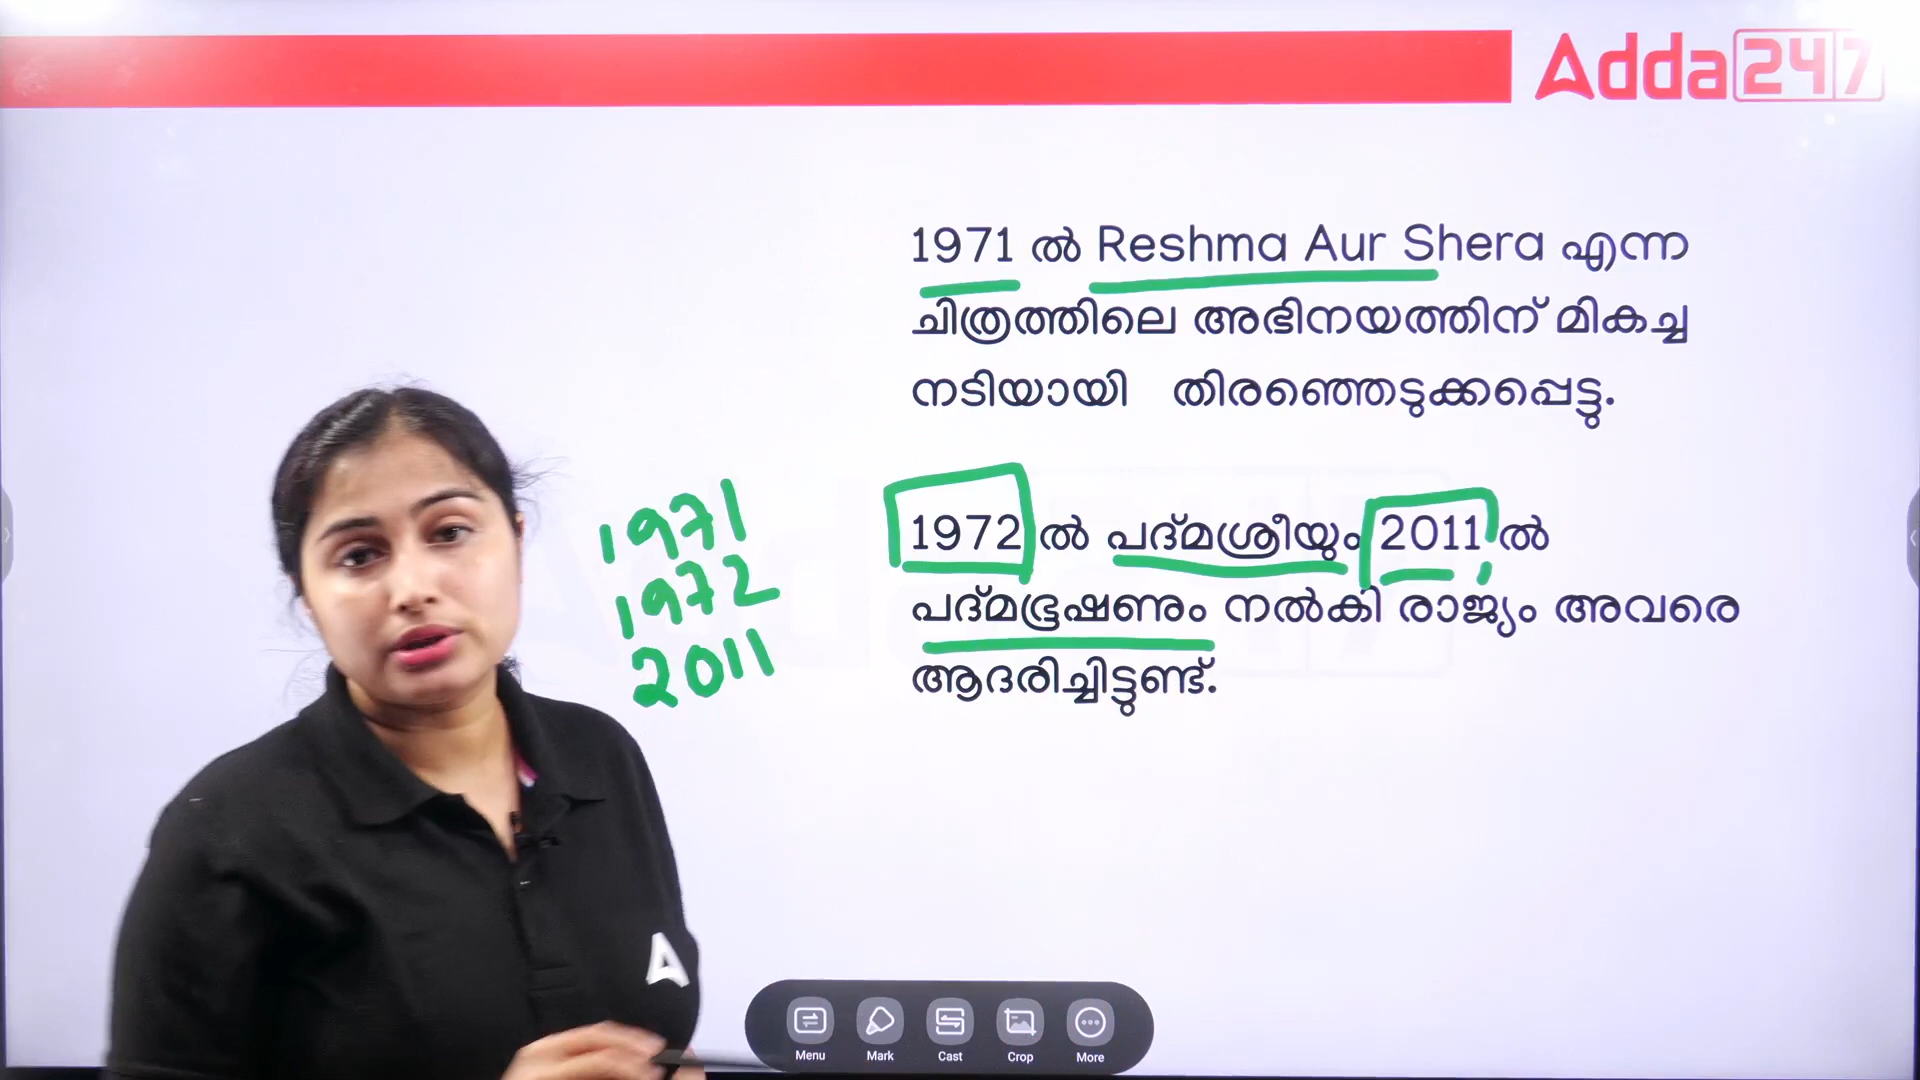 Adda247
1971 ൽ Reshma Aur Shera എന്ന
ചിത്രത്തിലെ അഭിനയത്തിന് മികച്ച
നടിയായി തിരഞ്ഞെടുക്കപ്പെട്ടു.
1972 ൽ പദ്മശ്രീയും 2011 ൽ
പദ്മഭൂഷണും നൽകി രാജ്യം അവരെ
ആദരിച്ചിട്ടുണ്ട്.
1971
1972
2011
Menu Mark Cast Crop More